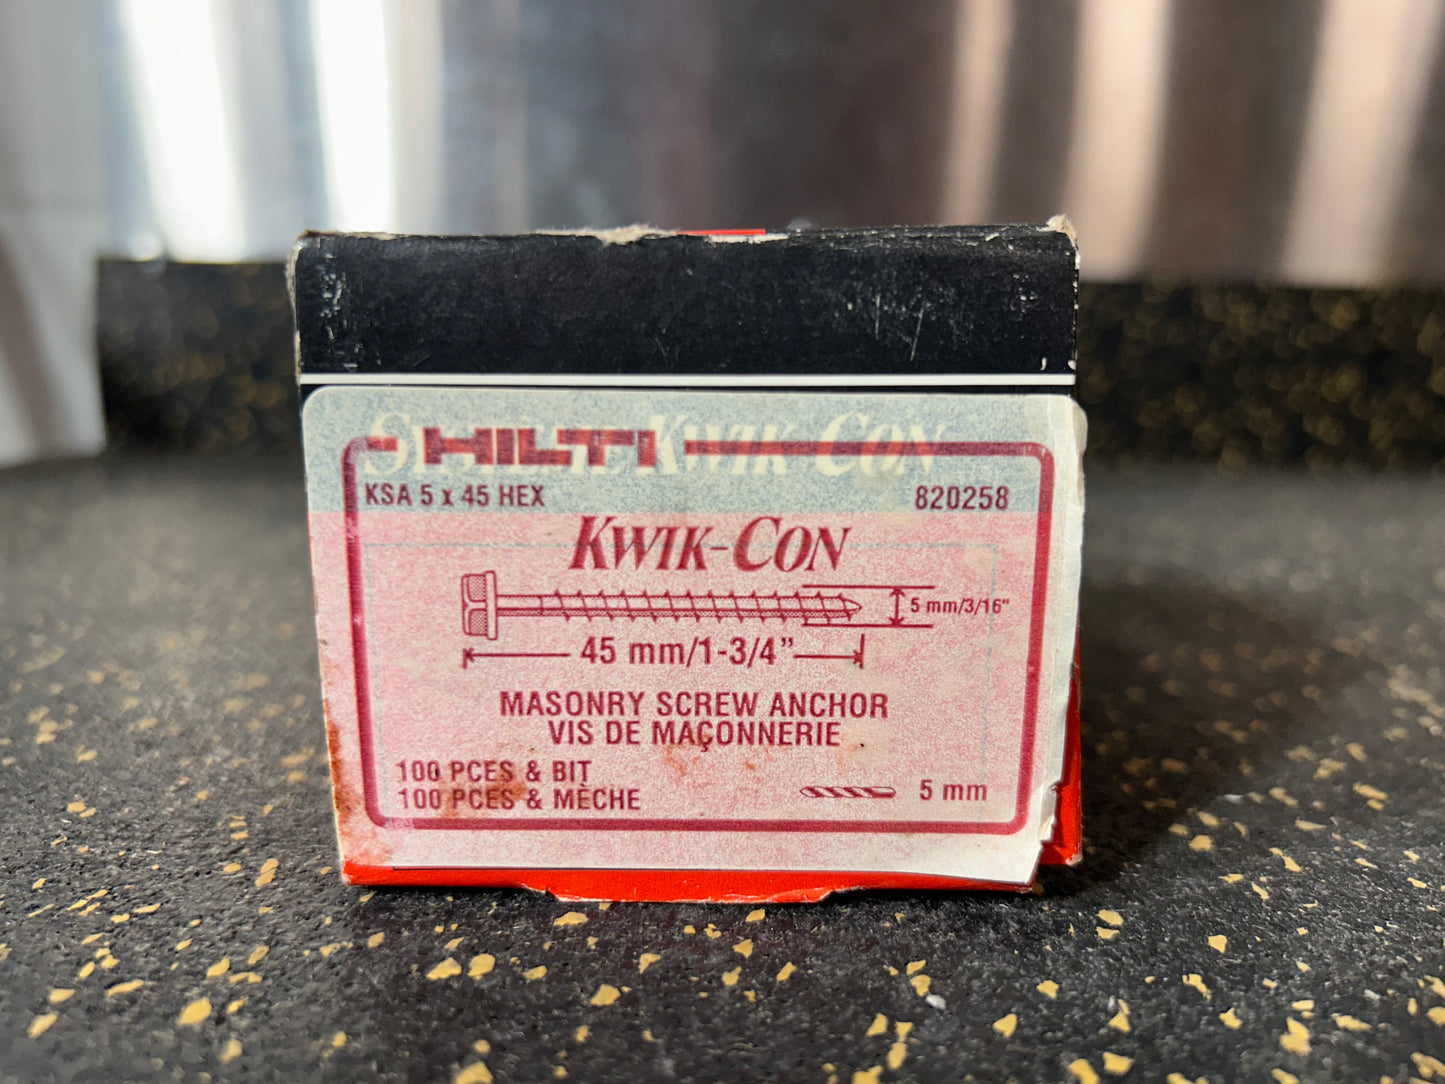 HILTI
KSA 5 x 45 HEX 820258
KWIK-CON
5 mm/3/16"
45 mm/1-3/4”
MASONRY SCREW ANCHOR
VIS DE MAÇONNERIE
100 PCES & BIT
100 PCES & MÈCHE 5 mm
KWIK-CON